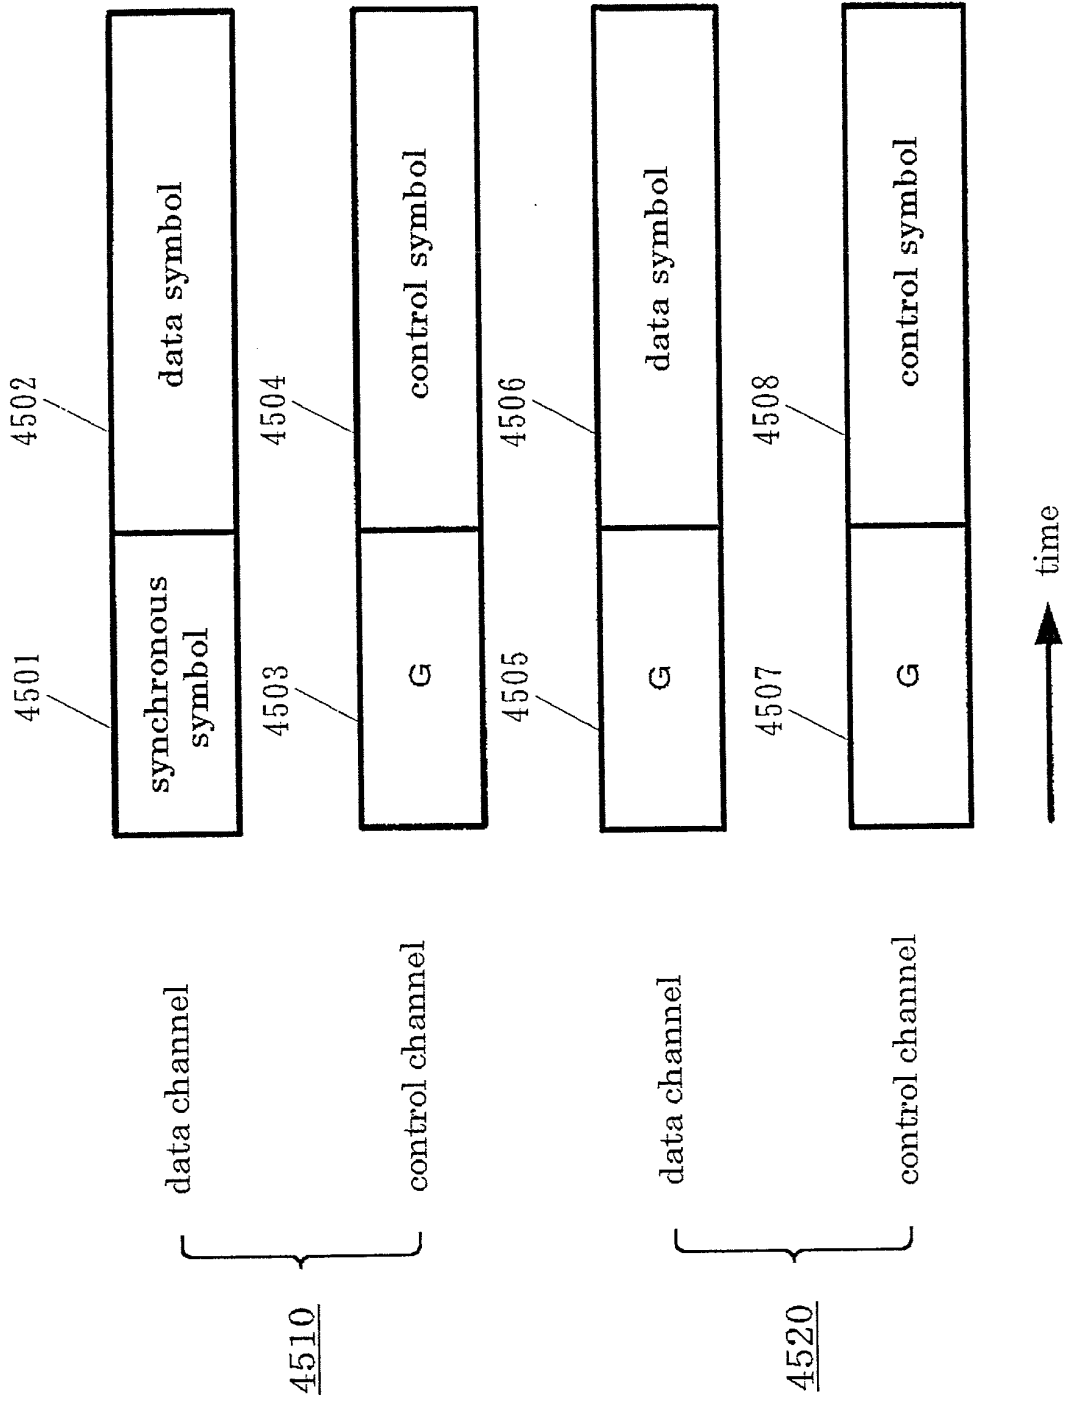 4501
4502
data channel
synchronous
symbol
data symbol
4510
4503
4504
control channel
G
control symbol
4505
4506
data channel
G
data symbol
4520
4507
4508
control channel
G
control symbol
time